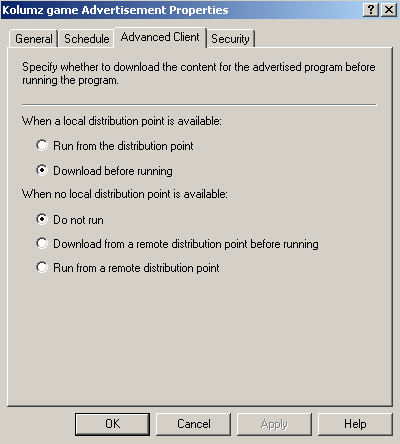 Kolumz game Advertisement Properties
General Schedule Advanced Client Security
Specify whether to download the content for the advertised program before
running the program.
When a local distribution point is available:
Run from the distribution point
Download before running
When no local distribution point is available:
Do not run
Download from a remote distribution point before running
Run from a remote distribution point
OK Cancel Apply Help